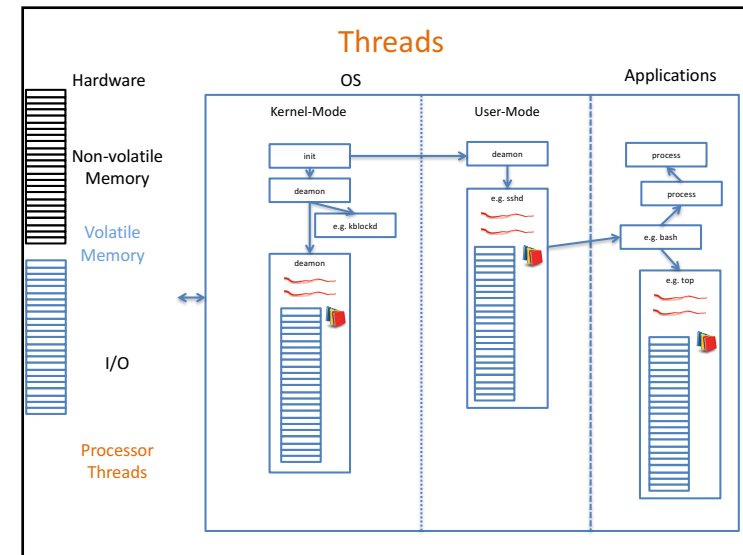 Threads
Hardware
Non-volatile
Memory
Volatile
Memory
I/O
Processor
Threads
OS
Kernel-Mode
init
deamon
e.g. kblockd
deamon
User-Mode
deamon
e.g. sshd
Applications
process
process
e.g. bash
e.g. top